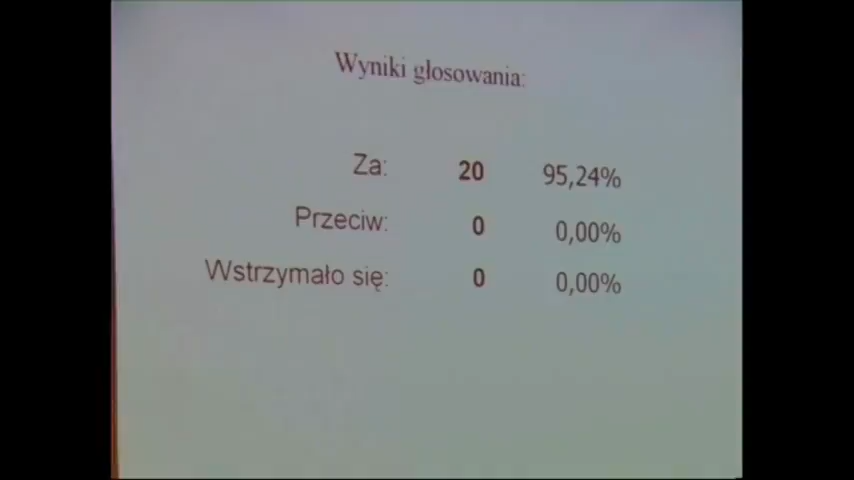 Wyniki głosowania:
Za: 20 95,24%
Przeciw: 0 0,00%
Wstrzymało się: 0 0,00%